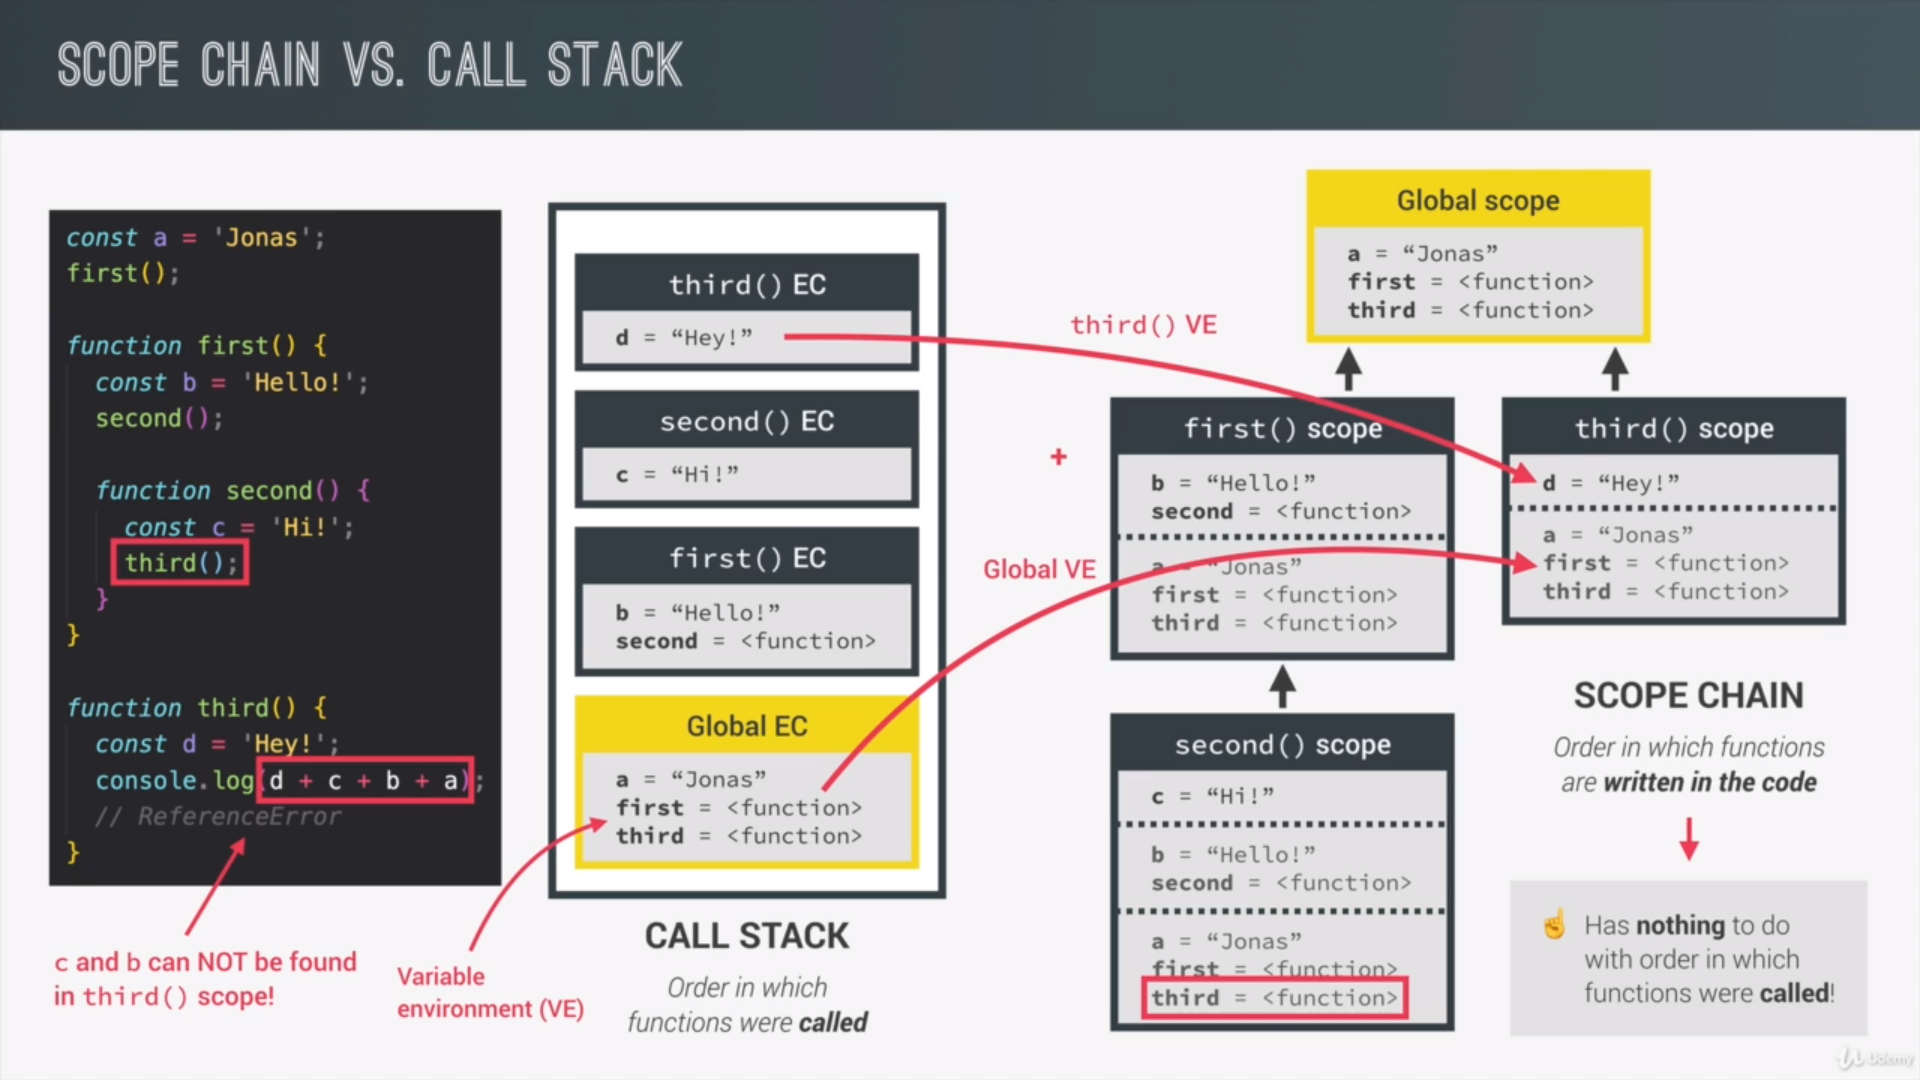 SCOPE CHAIN VS. CALL STACK
const a = 'Jonas';
first();
function first() {
const b = 'Hello!';
second();
function second() {
const c = 'Hi!';
third();
}
}
function third() {
const d = 'Hey!';
console.log(d + c + b + a);
// ReferenceError
}
c and b can NOT be found
in third() scope!
Variable
environment (VE)
third() EC
d = “Hey!”
second() EC
c = “Hi!”
first() EC
b = “Hello!”
second = <function>
Global EC
a = “Jonas”
first = <function>
third = <function>
CALL STACK
Order in which
functions were called
third() VE
+
Global VE
Global scope
a = “Jonas”
first = <function>
third = <function>
first() scope
b = “Hello!”
second = <function>
a = “Jonas”
first = <function>
third = <function>
second() scope
c = “Hi!”
b = “Hello!”
second = <function>
a = “Jonas”
first = <function>
third = <function>
third() scope
d = “Hey!”
a = “Jonas”
first = <function>
third = <function>
SCOPE CHAIN
Order in which functions
are written in the code
☝ Has nothing to do
with order in which
functions were called!
Udemy